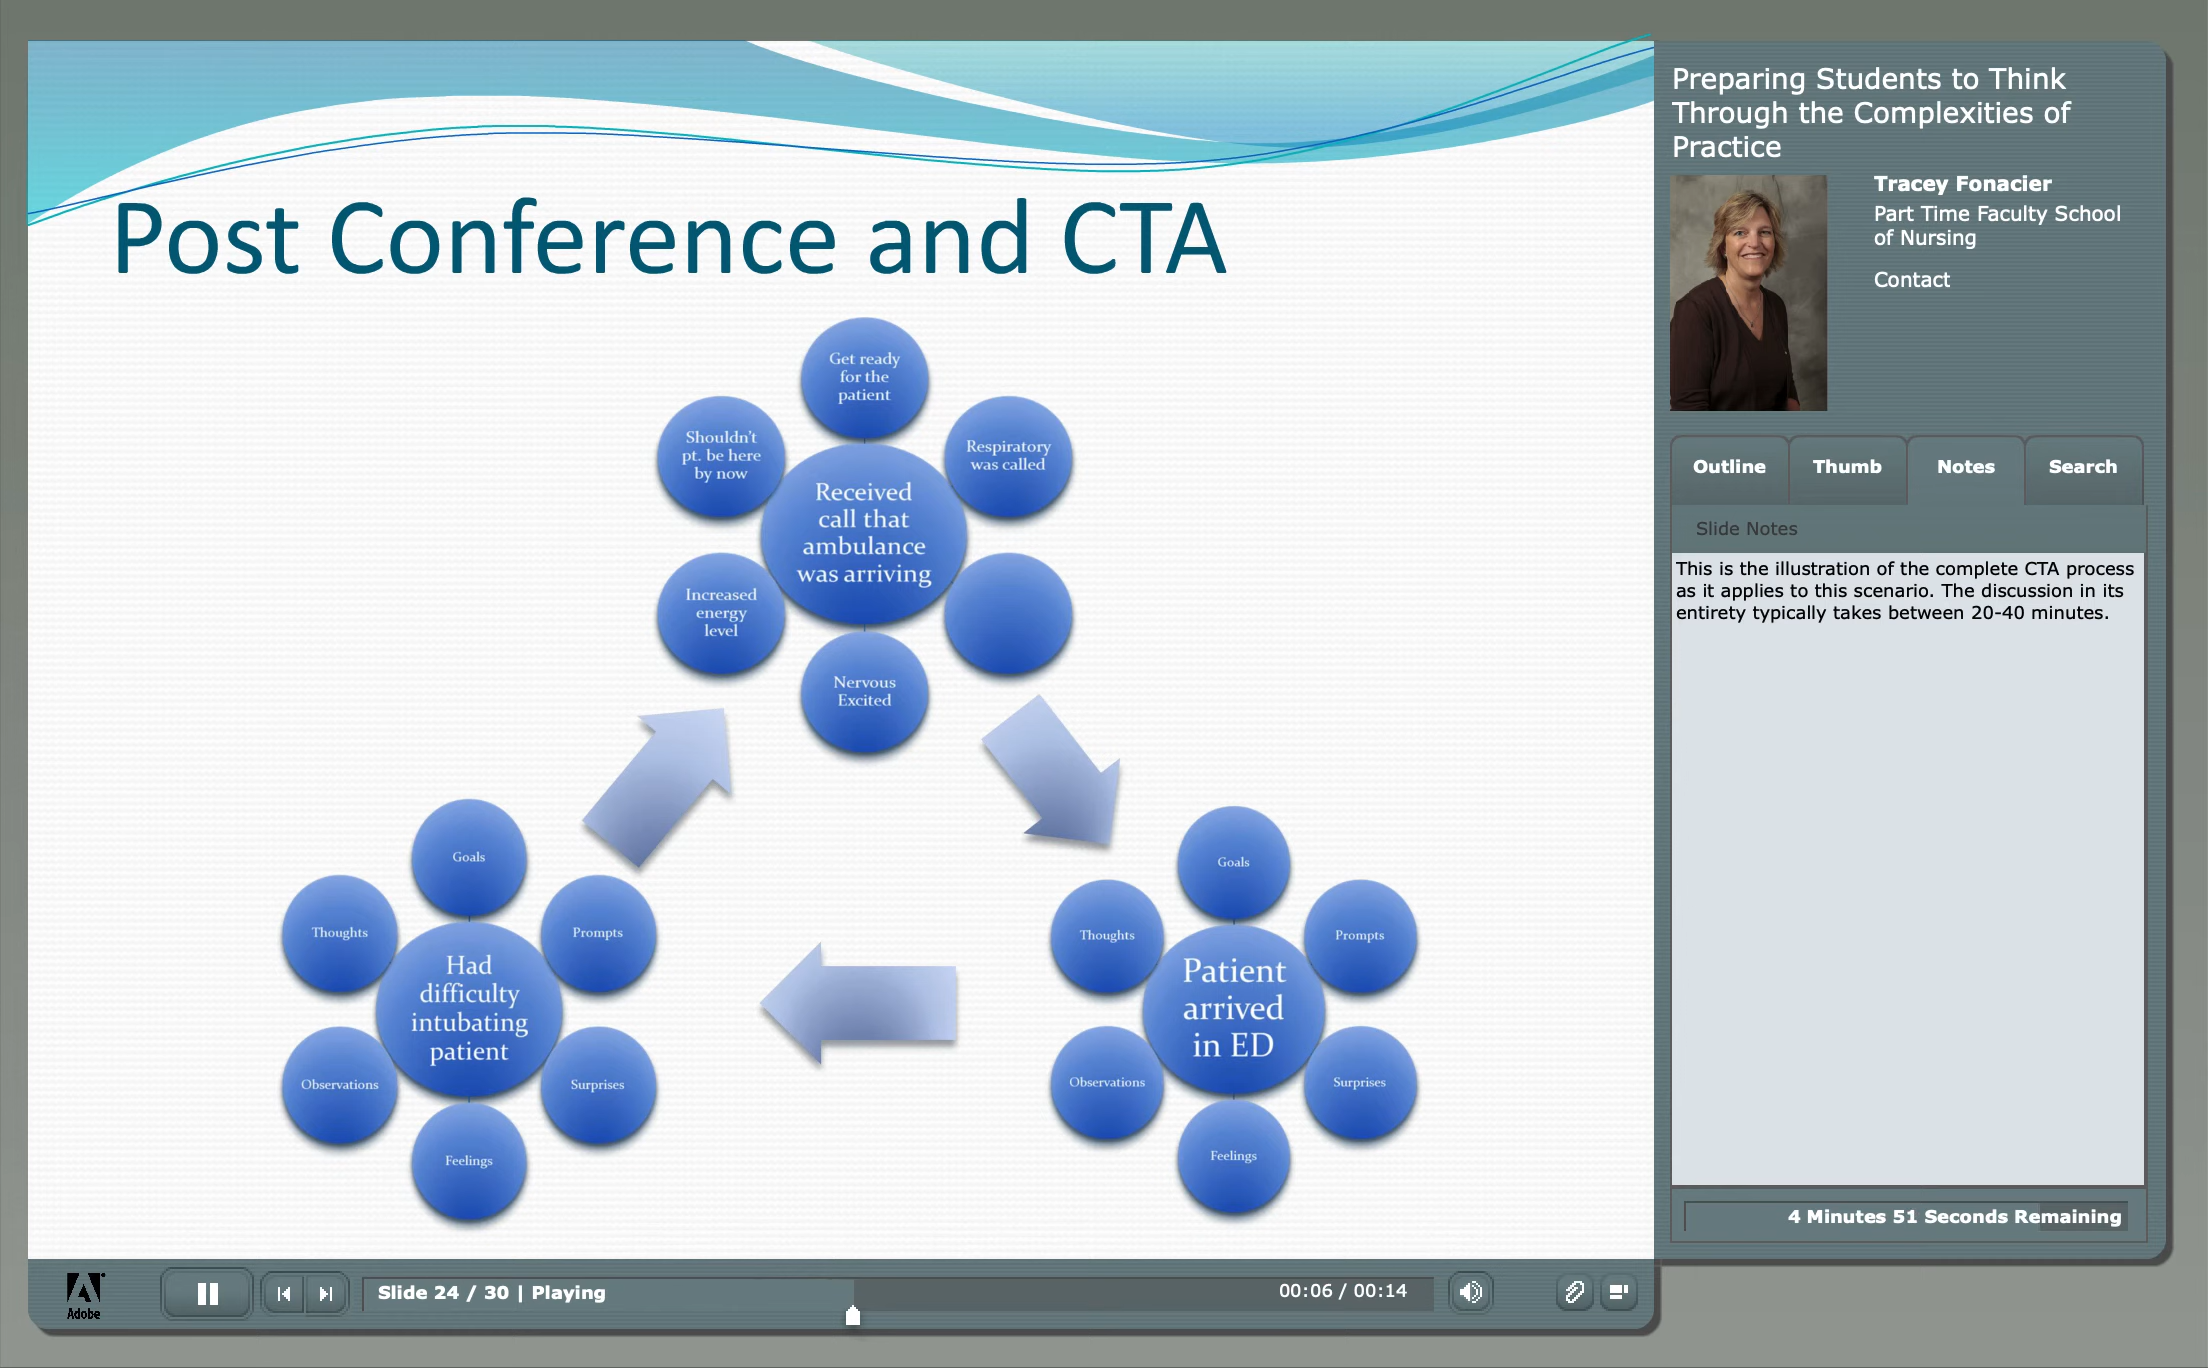 Post Conference and CTA
Get ready
for the
patient
Shouldn't
pt. be here
by now
Respiratory
was called
Received
call that
ambulance
was arriving
Increased
energy
level
Nervous
Excited
Goals
Thoughts
Prompts
Had
difficulty
intubating
patient
Observations
Surprises
Feelings
Goals
Thoughts
Prompts
Patient
arrived
in ED
Observations
Surprises
Feelings
Preparing Students to Think
Through the Complexities of
Practice
Tracey Fonacier
Part Time Faculty School
of Nursing
Contact
Outline
Thumb
Notes
Search
Slide Notes
This is the illustration of the complete CTA process
as it applies to this scenario. The discussion in its
entirety typically takes between 20-40 minutes.
4 Minutes 51 Seconds Remaining
Adobe
Slide 24 / 30 | Playing
00:06 / 00:14